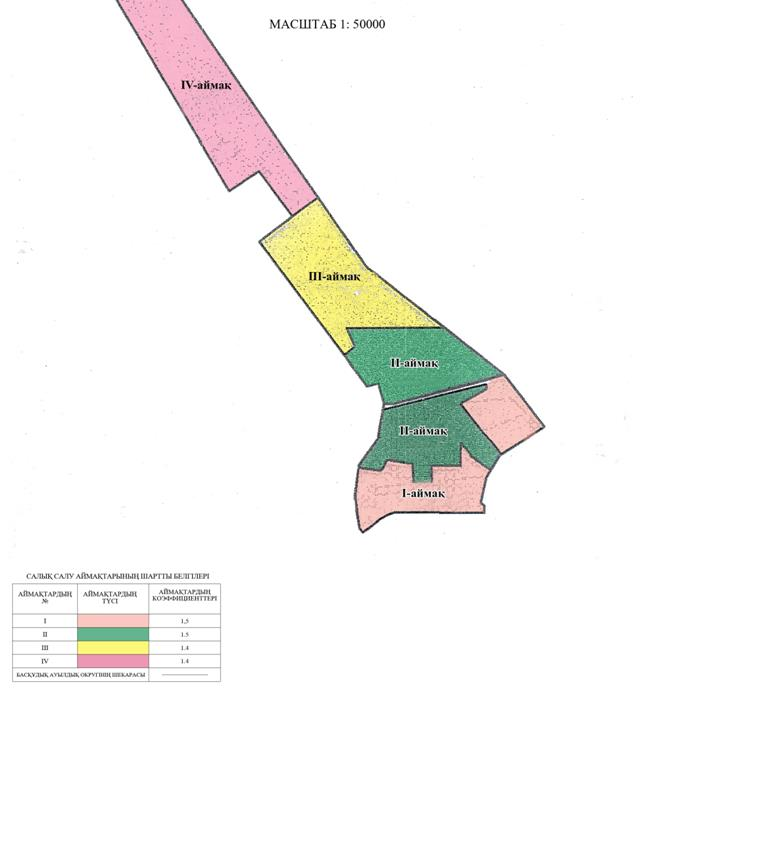 МАСШТАБ 1: 50000
IV-аймақ
III-аймақ
II-аймақ
II-аймақ
I-аймақ
САЛЫҚ САЛУ АЙМАҚТАРЫНЫҢ ШАРТТЫ БЕЛГІЛЕРІ
АЙМАҚТАРДЫҢ №
АЙМАҚТАРДЫҢ ТҮСІ
АЙМАҚТАРДЫҢ КОЭФФИЦИЕНТТЕРІ
I 1,5
II 1.5
III 1.4
IV 1.4
БАСҚУДЫҚ АУЫЛДЫҚ ОКРУГІНІҢ ШЕКАРАСЫ